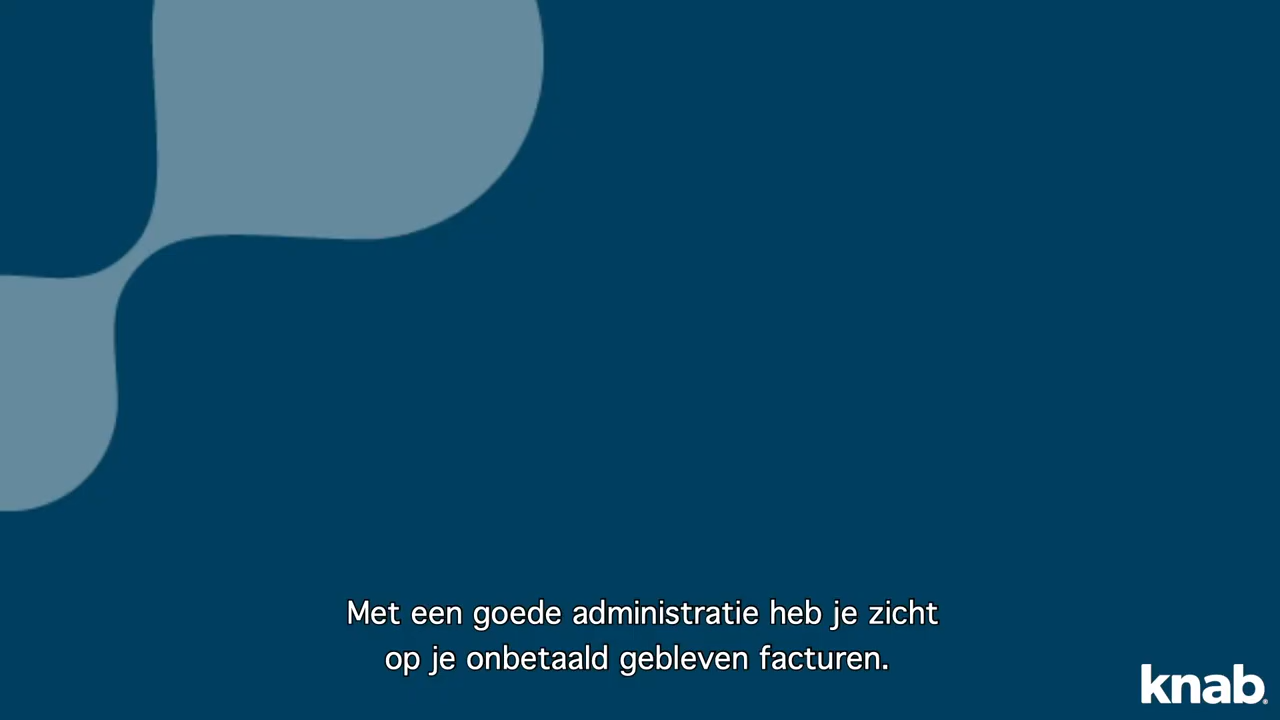 Met een goede administratie heb je zicht
op je onbetaald gebleven facturen.
knab